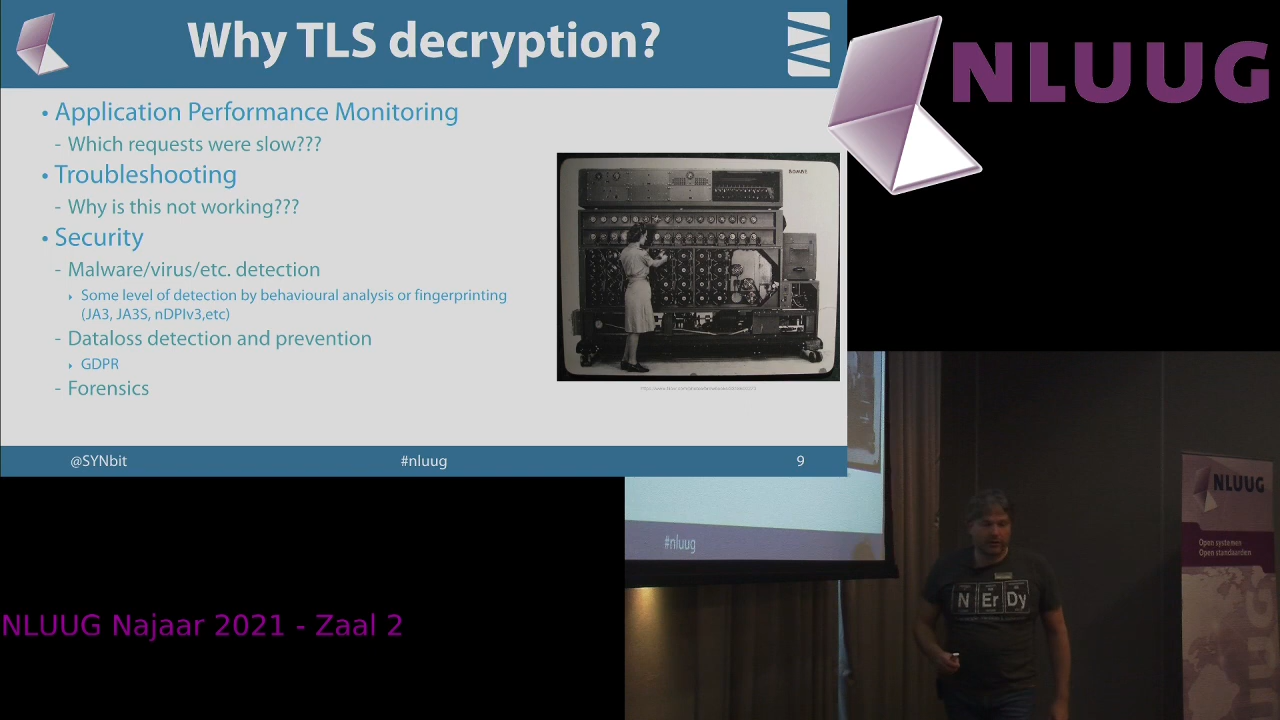 Why TLS decryption?
• Application Performance Monitoring
- Which requests were slow???
• Troubleshooting
- Why is this not working???
• Security
- Malware/virus/etc. detection
Some level of detection by behavioural analysis or fingerprinting
(JA3, JA3S, nDPIv3,etc)
- Dataloss detection and prevention
GDPR
- Forensics
@SYNbit
#nluug
9
NLUUG
#nluug
NLUUG
Open systemen
Open standaarden
N Er Dy
NLUUG Najaar 2021 - Zaal 2